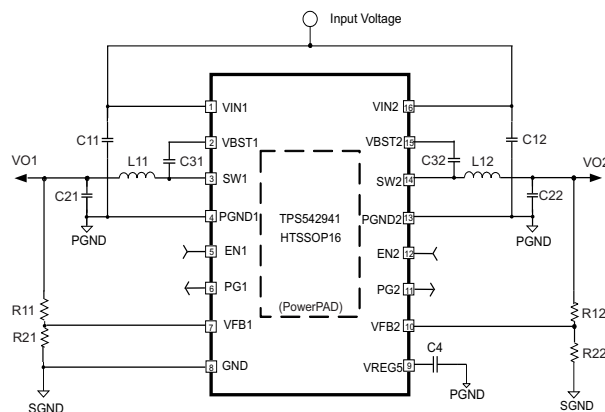 Input Voltage
1 VIN1 VIN2 16
C11 C12
2 VBST1 VBST2 15
VO1 L11 C31 C32 L12 VO2
3 SW1 SW2 14
C21 TPS542941 C22
4 PGND1 HTSSOP16 PGND2 13
PGND PGND
5 EN1 EN2 12
6 PG1 PG2 11
(PowerPAD)
R11 R12
7 VFB1 VFB2 10
R21 R22
C4
8 GND VREG5 9
PGND
SGND SGND